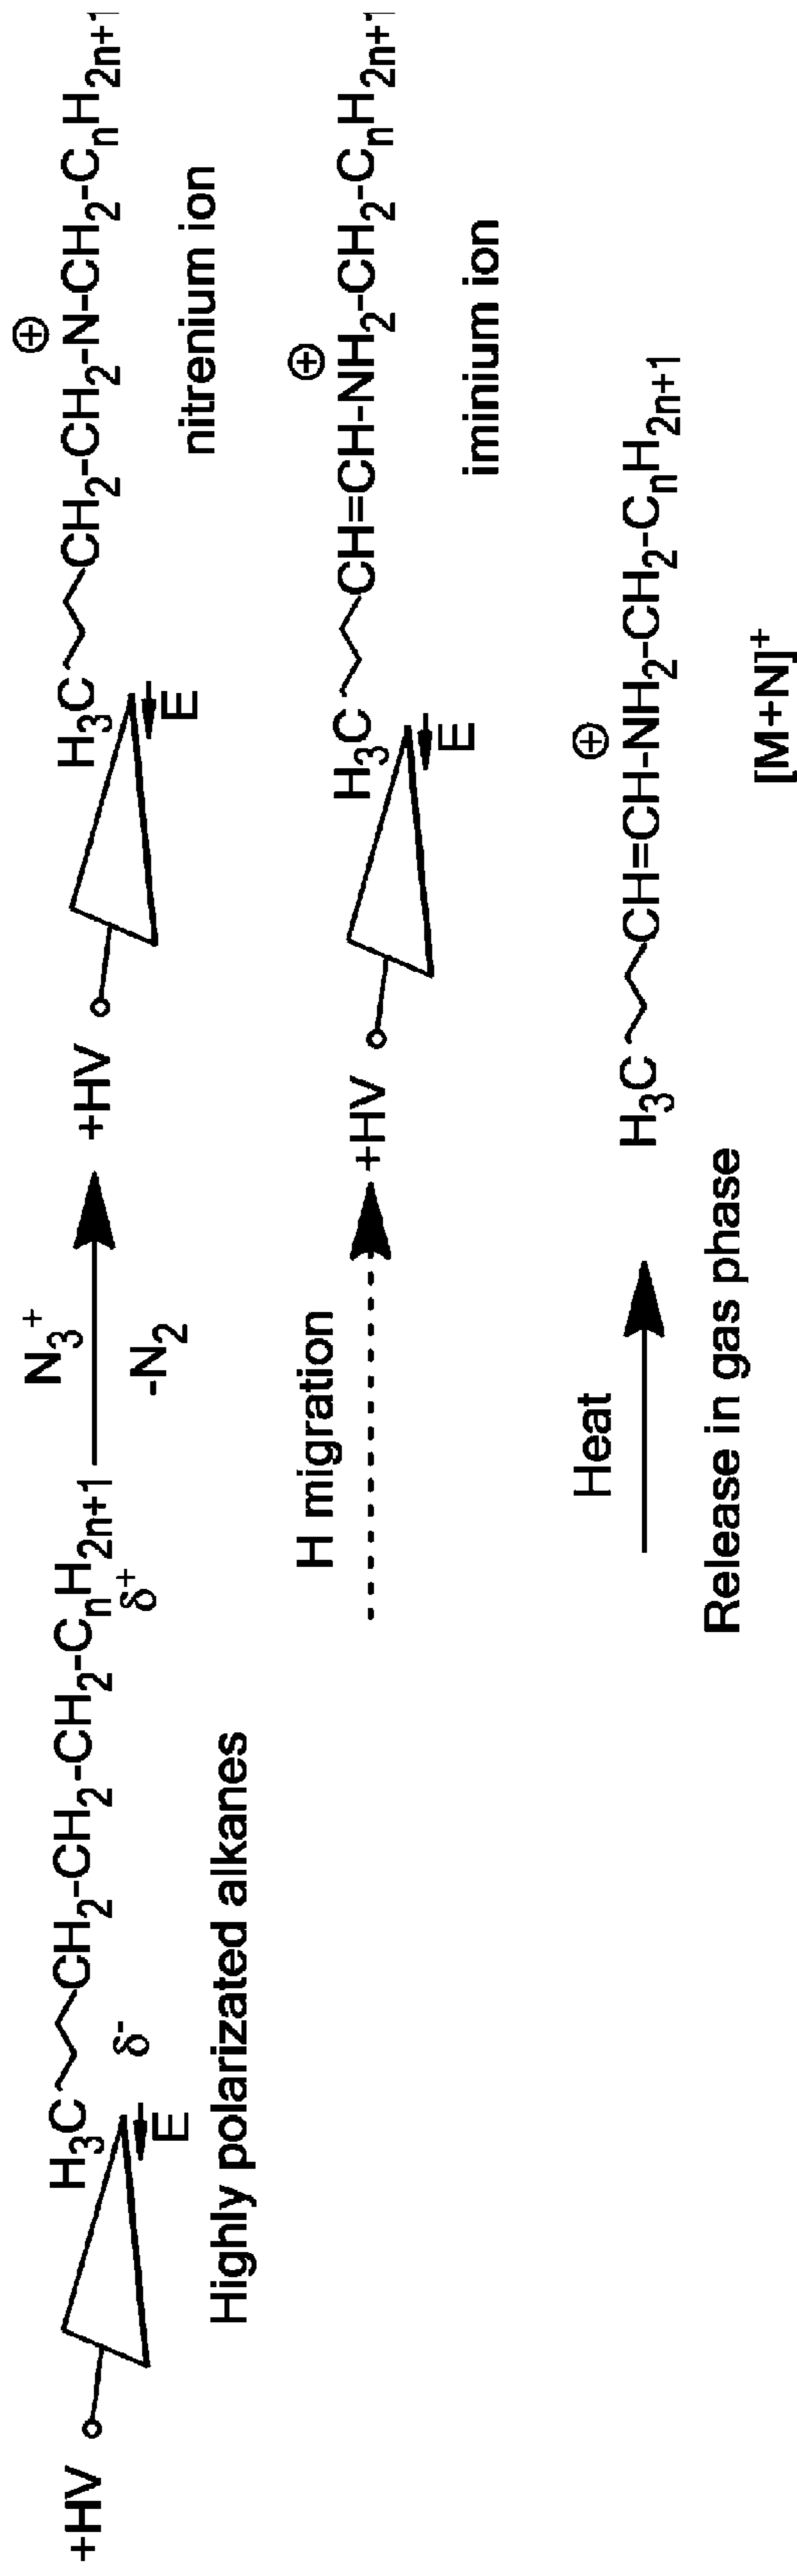 +HV
E
H3C
δ-
CH2-CH2-CH2-CnH2n+1
δ+
Highly polarizated alkanes
N3+
-N2
+HV
E
H3C
CH2-CH2-N-CH2-CnH2n+1
⊕
nitrenium ion
H migration
+HV
E
H3C
CH=CH-NH2-CH2-CnH2n+1
⊕
iminium ion
Heat
Release in gas phase
H3C
CH=CH-NH2-CH2-CnH2n+1
⊕
[M+N]+